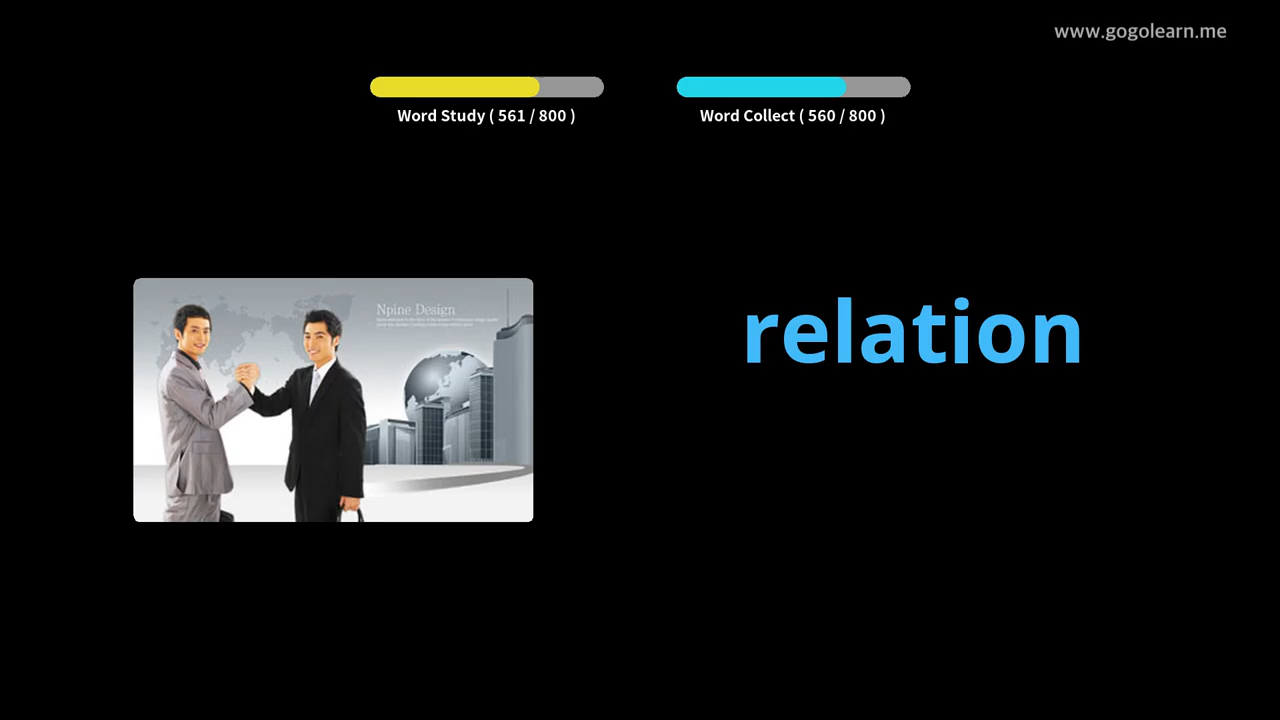 www.gogolearn.me
Word Study ( 561 / 800 )
Word Collect ( 560 / 800 )
Npine Design
relation